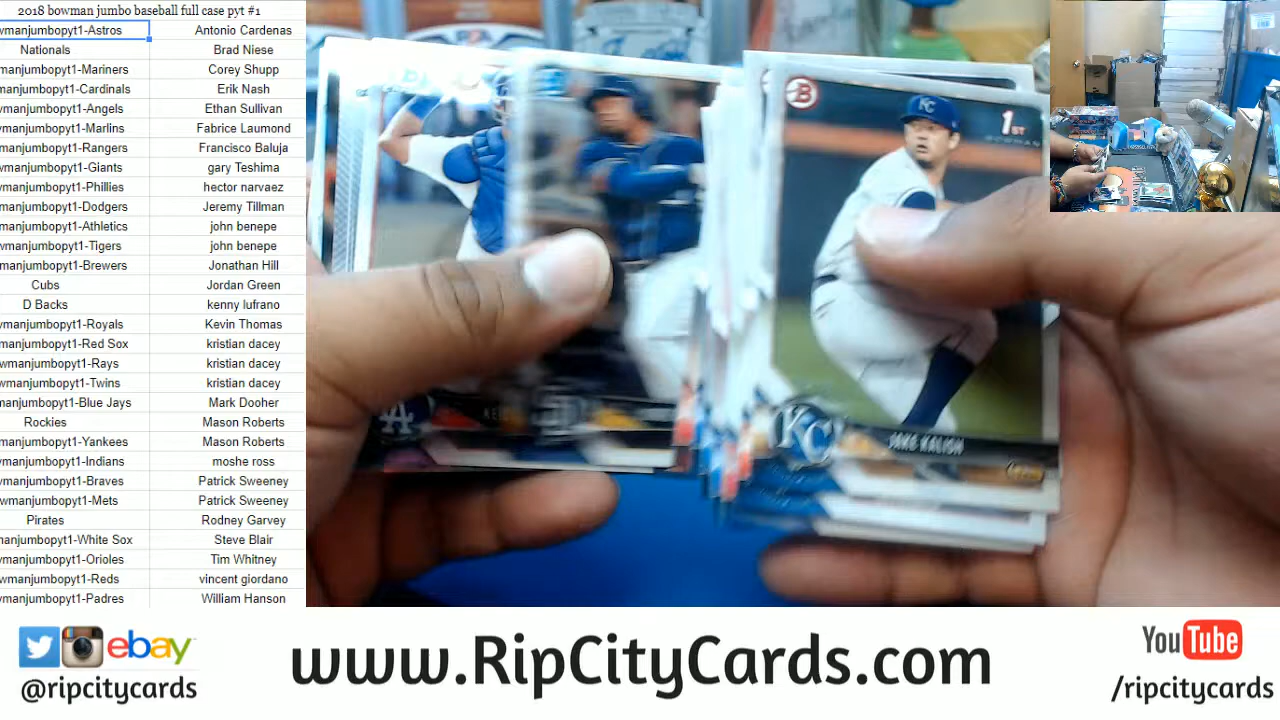 2018 bowman jumbo baseball full case pyt #1
wmanjumbopyt1-Astros Antonio Cardenas
Nationals Brad Niese
manjumbopyt1-Mariners Corey Shupp
manjumbopyt1-Cardinals Erik Nash
wmanjumbopyt1-Angels Ethan Sullivan
wmanjumbopyt1-Marlins Fabrice Laumond
manjumbopyt1-Rangers Francisco Baluja
wmanjumbopyt1-Giants gary Teshima
wmanjumbopyt1-Phillies hector narvaez
manjumbopyt1-Dodgers Jeremy Tillman
manjumbopyt1-Athletics john benepe
wmanjumbopyt1-Tigers john benepe
manjumbopyt1-Brewers Jonathan Hill
Cubs Jordan Green
D Backs kenny lufrano
wmanjumbopyt1-Royals Kevin Thomas
manjumbopyt1-Red Sox kristian dacey
wmanjumbopyt1-Rays kristian dacey
wmanjumbopyt1-Twins kristian dacey
manjumbopyt1-Blue Jays Mark Dooher
Rockies Mason Roberts
manjumbopyt1-Yankees Mason Roberts
wmanjumbopyt1-Indians moshe ross
wmanjumbopyt1-Braves Patrick Sweeney
wmanjumbopyt1-Mets Patrick Sweeney
Pirates Rodney Garvey
manjumbopyt1-White Sox Steve Blair
wmanjumbopyt1-Orioles Tim Whitney
wmanjumbopyt1-Reds vincent giordano
wmanjumbopyt1-Padres William Hanson
B
KC
1ST
BOWMAN
LA
KC
JAKE KALISH
ebay
@ripcitycards
www.RipCityCards.com
YouTube
/ripcitycards